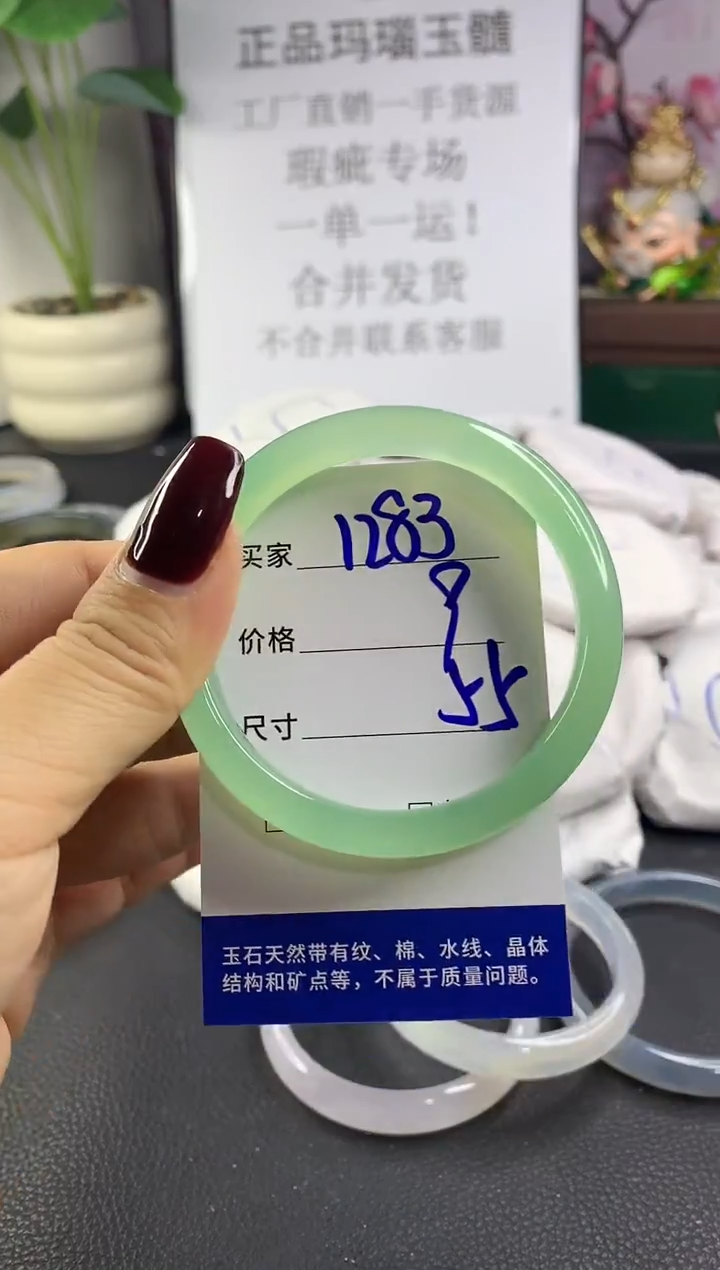 正品玛瑙玉髓
工厂直销一手货源
瑕疵专场
一单一运！
合并发货
不合并联系客服
买家 1283
价格
尺寸 55
玉石天然带有纹、棉、水线、晶体
结构和矿点等，不属于质量问题。